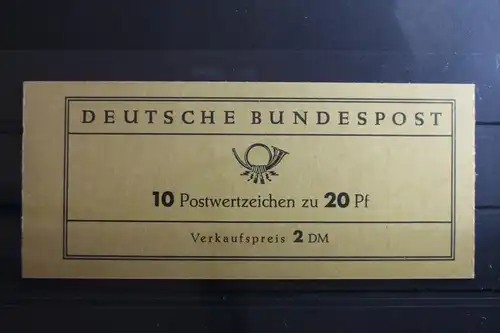 DEUTSCHE BUNDESPOST
10 Postwertzeichen zu 20 Pf
Verkaufspreis 2 DM